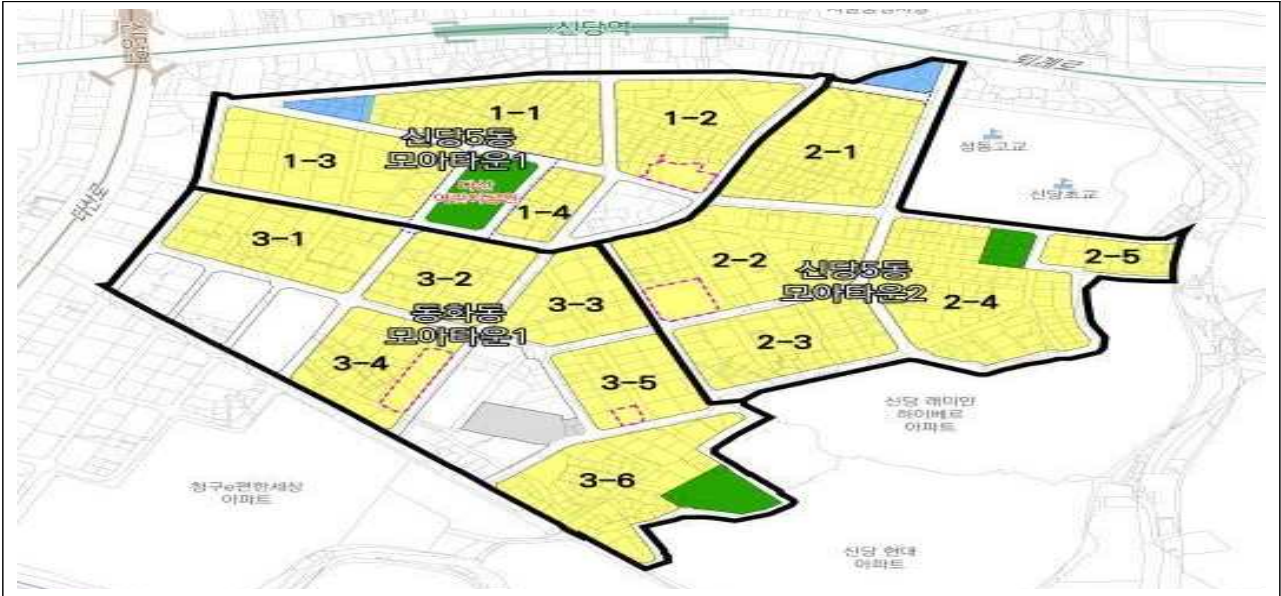 신당역
퇴계로
다산로
성동고교
신당초교
1-1
1-2
1-3
1-4
신당5동
모아타운1
2-1
2-2
2-3
2-4
2-5
신당5동
모아타운2
3-1
3-2
3-3
3-4
3-5
3-6
동화동
모아타운1
신당 래미안
하이베르
아파트
청구e편한세상
아파트
신당 현대
아파트